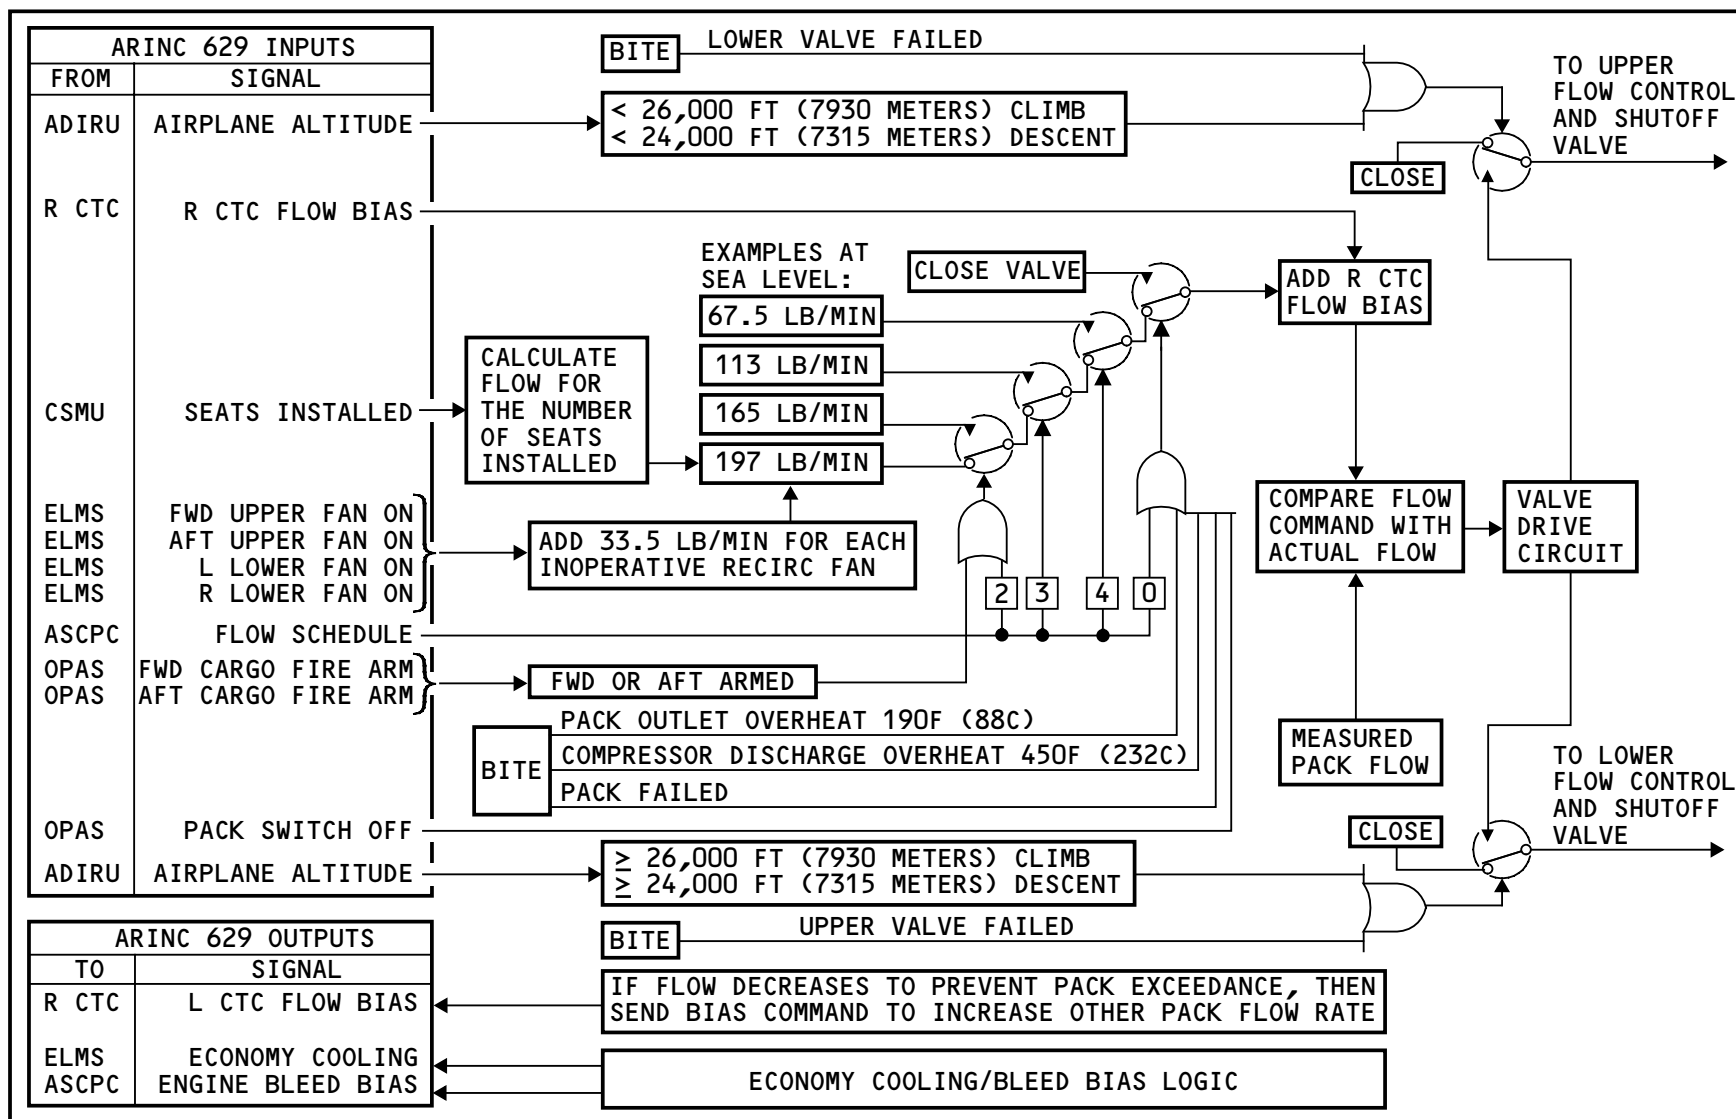 ARINC 629 INPUTS
FROM SIGNAL
ADIRU AIRPLANE ALTITUDE
R CTC R CTC FLOW BIAS
CSMU SEATS INSTALLED
ELMS FWD UPPER FAN ON
ELMS AFT UPPER FAN ON
ELMS L LOWER FAN ON
ELMS R LOWER FAN ON
ASCPC FLOW SCHEDULE
OPAS FWD CARGO FIRE ARM
OPAS AFT CARGO FIRE ARM
OPAS PACK SWITCH OFF
ADIRU AIRPLANE ALTITUDE
BITE LOWER VALVE FAILED
< 26,000 FT (7930 METERS) CLIMB
< 24,000 FT (7315 METERS) DESCENT
TO UPPER
FLOW CONTROL
AND SHUTOFF
VALVE
CLOSE
EXAMPLES AT
SEA LEVEL:
67.5 LB/MIN
113 LB/MIN
165 LB/MIN
197 LB/MIN
CLOSE VALVE
ADD R CTC
FLOW BIAS
CALCULATE
FLOW FOR
THE NUMBER
OF SEATS
INSTALLED
ADD 33.5 LB/MIN FOR EACH
INOPERATIVE RECIRC FAN
2 3 4 0
COMPARE FLOW
COMMAND WITH
ACTUAL FLOW
VALVE
DRIVE
CIRCUIT
FWD OR AFT ARMED
BITE
PACK OUTLET OVERHEAT 190F (88C)
COMPRESSOR DISCHARGE OVERHEAT 450F (232C)
PACK FAILED
MEASURED
PACK FLOW
TO LOWER
FLOW CONTROL
AND SHUTOFF
VALVE
CLOSE
≥ 26,000 FT (7930 METERS) CLIMB
≥ 24,000 FT (7315 METERS) DESCENT
BITE UPPER VALVE FAILED
ARINC 629 OUTPUTS
TO SIGNAL
R CTC L CTC FLOW BIAS
ELMS ECONOMY COOLING
ASCPC ENGINE BLEED BIAS
IF FLOW DECREASES TO PREVENT PACK EXCEEDANCE, THEN
SEND BIAS COMMAND TO INCREASE OTHER PACK FLOW RATE
ECONOMY COOLING/BLEED BIAS LOGIC